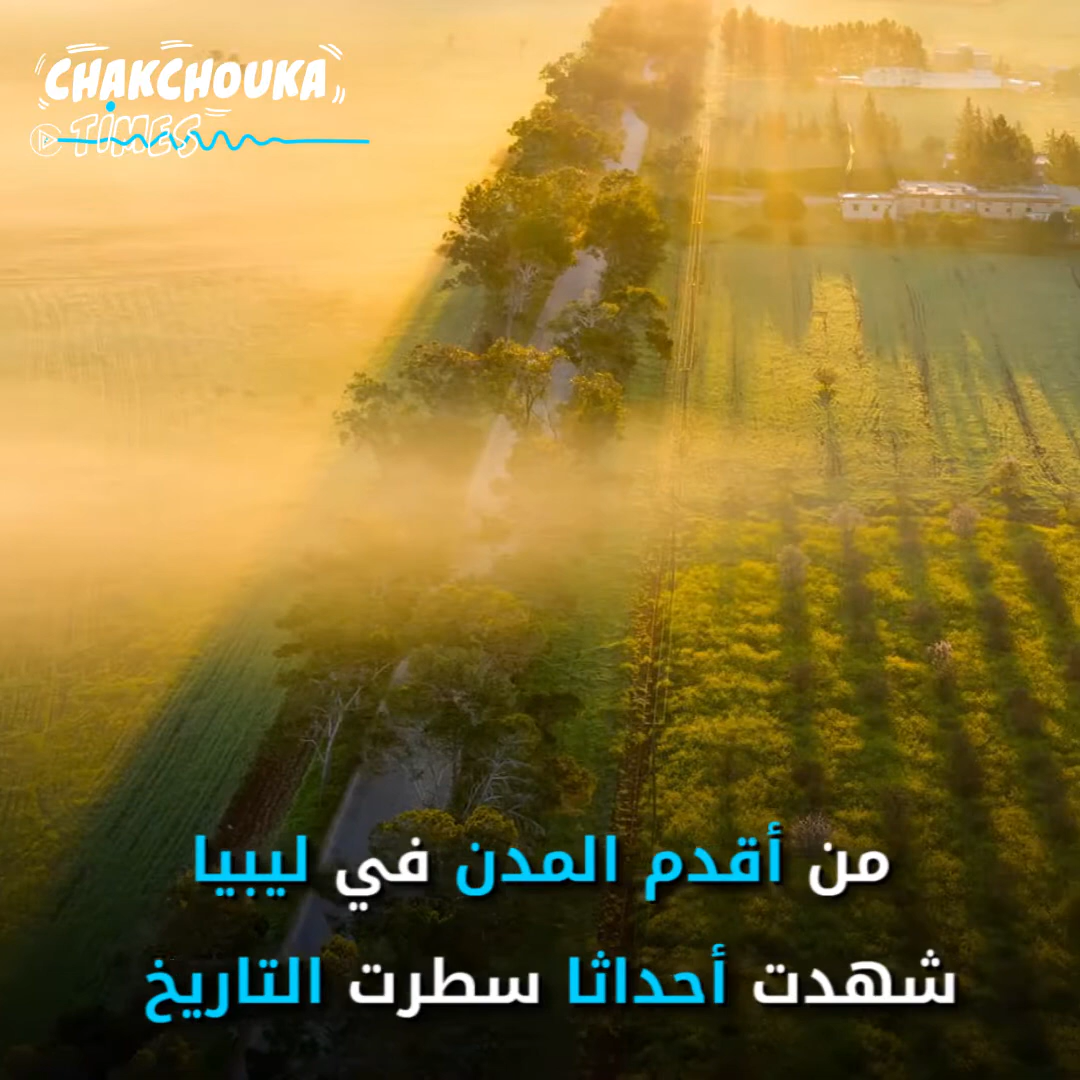 CHAKCHOUKA
TIMES
من أقدم المدن في ليبيا
شهدت أحداثا سطرت التاريخ